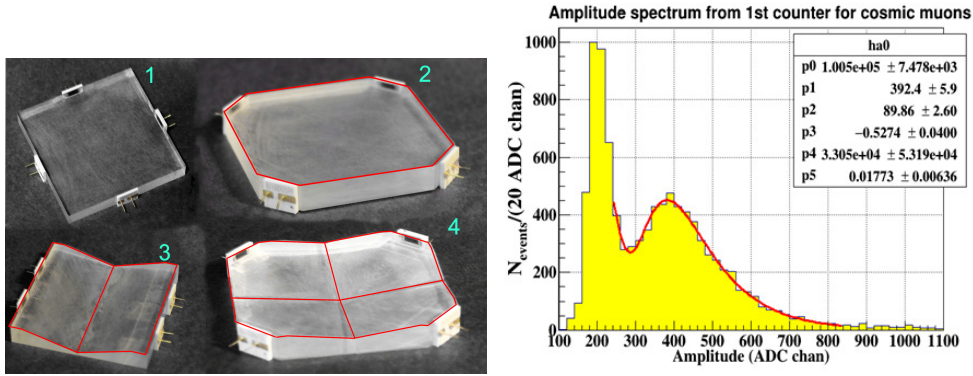 1
2
3
4
Amplitude spectrum from 1st counter for cosmic muons
ha0
p0 1.005e+05 ± 7.478e+03
p1 392.4 ± 5.9
p2 89.86 ± 2.60
p3 −0.5274 ± 0.0400
p4 3.305e+04 ± 5.319e+04
p5 0.01773 ± 0.00636
N events/(20 ADC chan)
1000
800
600
400
200
0
100 200 300 400 500 600 700 800 900 1000 1100
Amplitude (ADC chan)